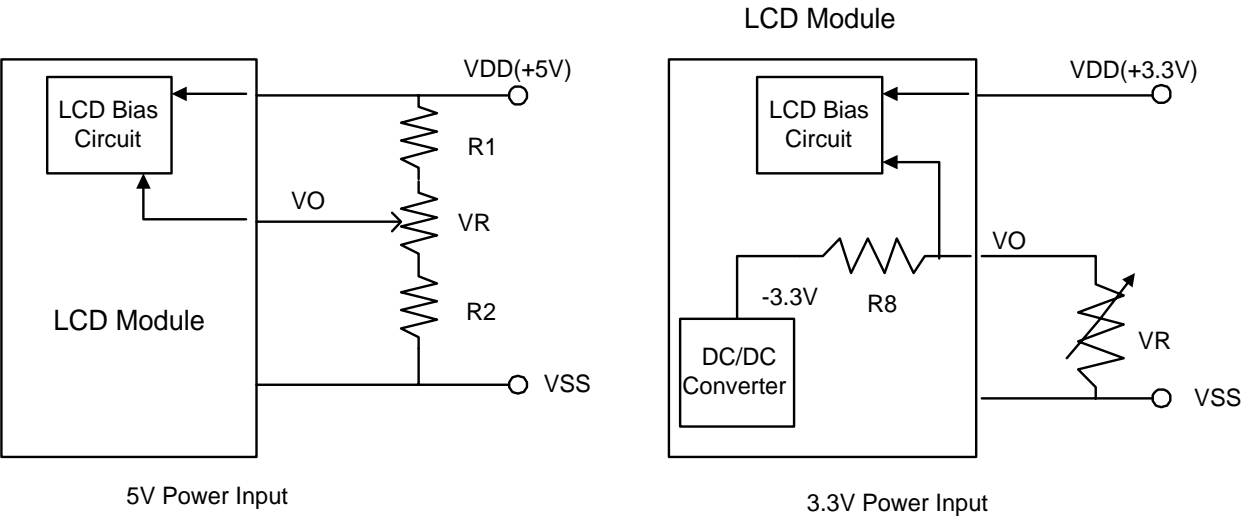 LCD Module
VDD(+5V)
LCD Bias
Circuit
R1
VO
VR
LCD Module
R2
VSS
5V Power Input
VDD(+3.3V)
LCD Bias
Circuit
VO
-3.3V
R8
DC/DC
Converter
VR
VSS
3.3V Power Input